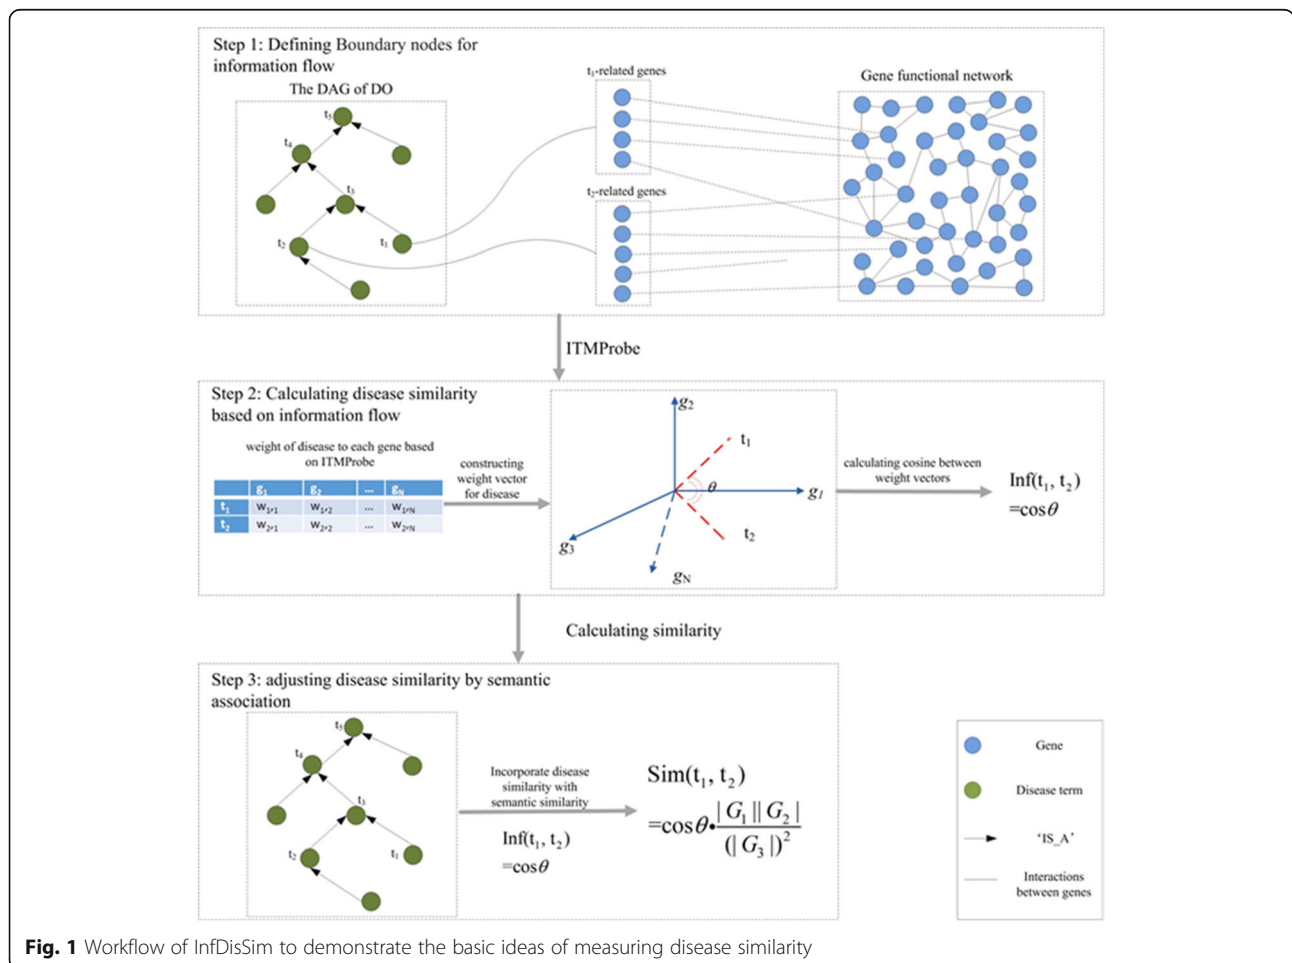 Step 1: Defining Boundary nodes for
information flow
The DAG of DO
t5
t4
t3
t2
t1
t1-related genes
t2-related genes
Gene functional network
ITMProbe
Step 2: Calculating disease similarity
based on information flow
weight of disease to each gene based
on ITMProbe
g1 g2 ... gN
t1 w1,1 w1,2 ... w1,N
t2 w2,1 w2,2 ... w2,N
constructing
weight vector
for disease
g2
t1
θ
g1
t2
g3
gN
calculating cosine between
weight vectors
Inf(t1, t2)
=cosθ
Calculating similarity
Step 3: adjusting disease similarity by semantic
association
t5
t4
t3
t2
t1
Incorporate disease
similarity with
semantic similarity
Inf(t1, t2)
=cosθ
Sim(t1, t2)
=cosθ•|G1||G2|
(|G3|)²
Gene
Disease term
‘IS_A’
Interactions
between genes
Fig. 1 Workflow of InfDisSim to demonstrate the basic ideas of measuring disease similarity